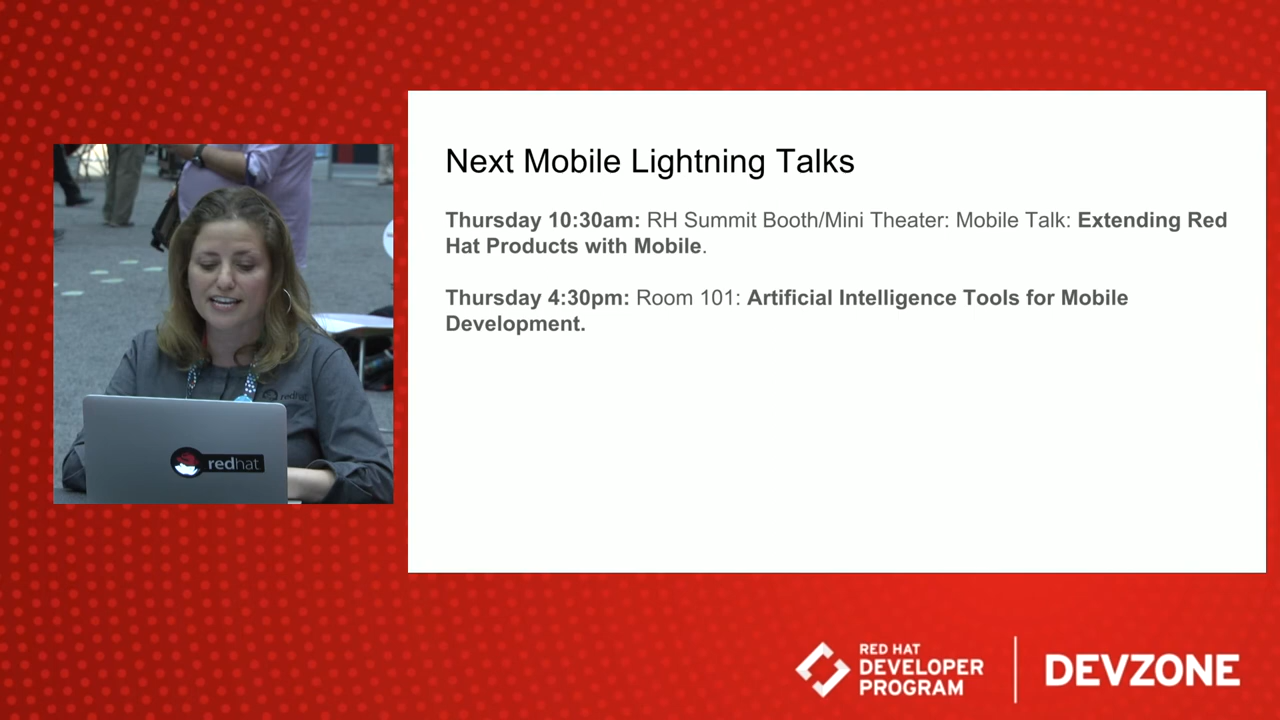 Next Mobile Lightning Talks
Thursday 10:30am: RH Summit Booth/Mini Theater: Mobile Talk: Extending Red
Hat Products with Mobile.
Thursday 4:30pm: Room 101: Artificial Intelligence Tools for Mobile
Development.
redhat
redhat
RED HAT
DEVELOPER
PROGRAM
DEVZONE